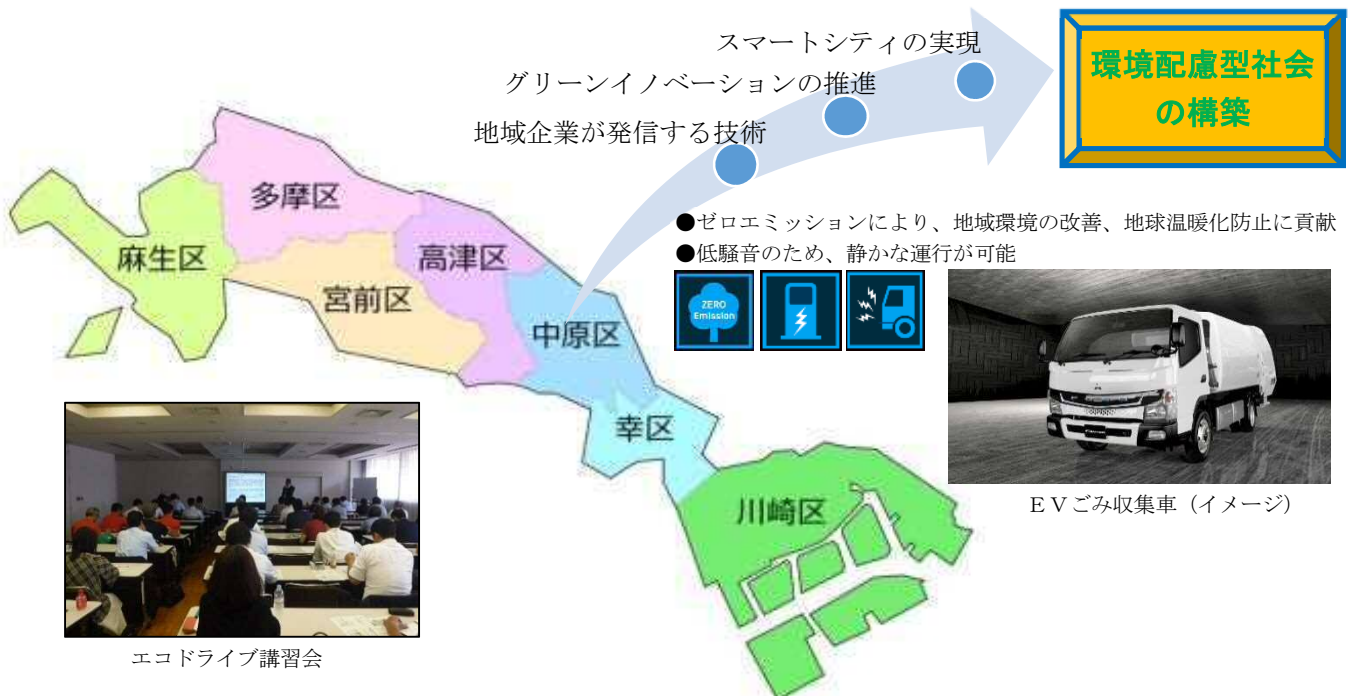 スマートシティの実現
グリーンイノベーションの推進
地域企業が発信する技術
環境配慮型社会
の構築
多摩区
麻生区
高津区
宮前区
中原区
幸区
川崎区
●ゼロエミッションにより、地域環境の改善、地球温暖化防止に貢献
●低騒音のため、静かな運行が可能
ZERO
Emission
EVごみ収集車（イメージ）
エコドライブ講習会